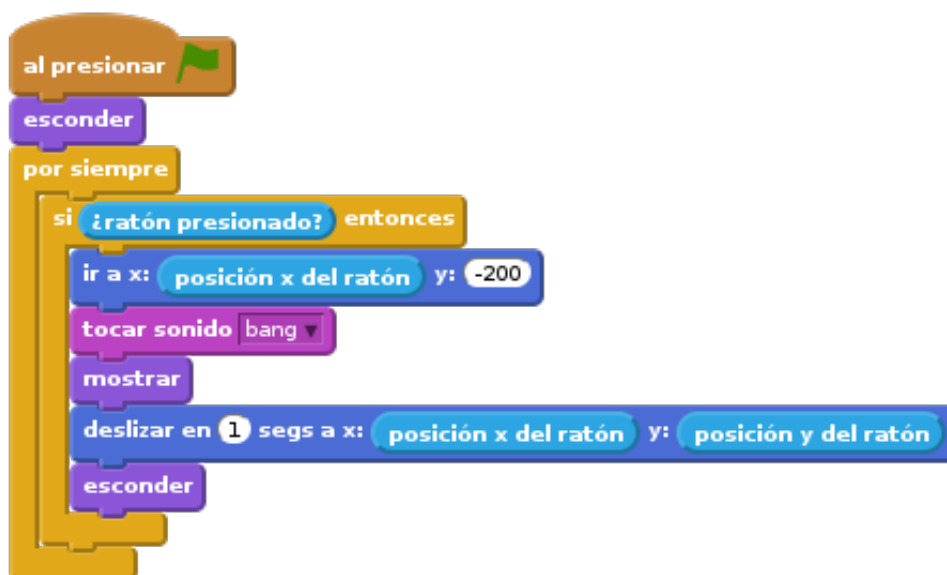 al presionar
esconder
por siempre
si ¿ratón presionado? entonces
ir a x: posición x del ratón y: -200
tocar sonido bang
mostrar
deslizar en 1 segs a x: posición x del ratón y: posición y del ratón
esconder